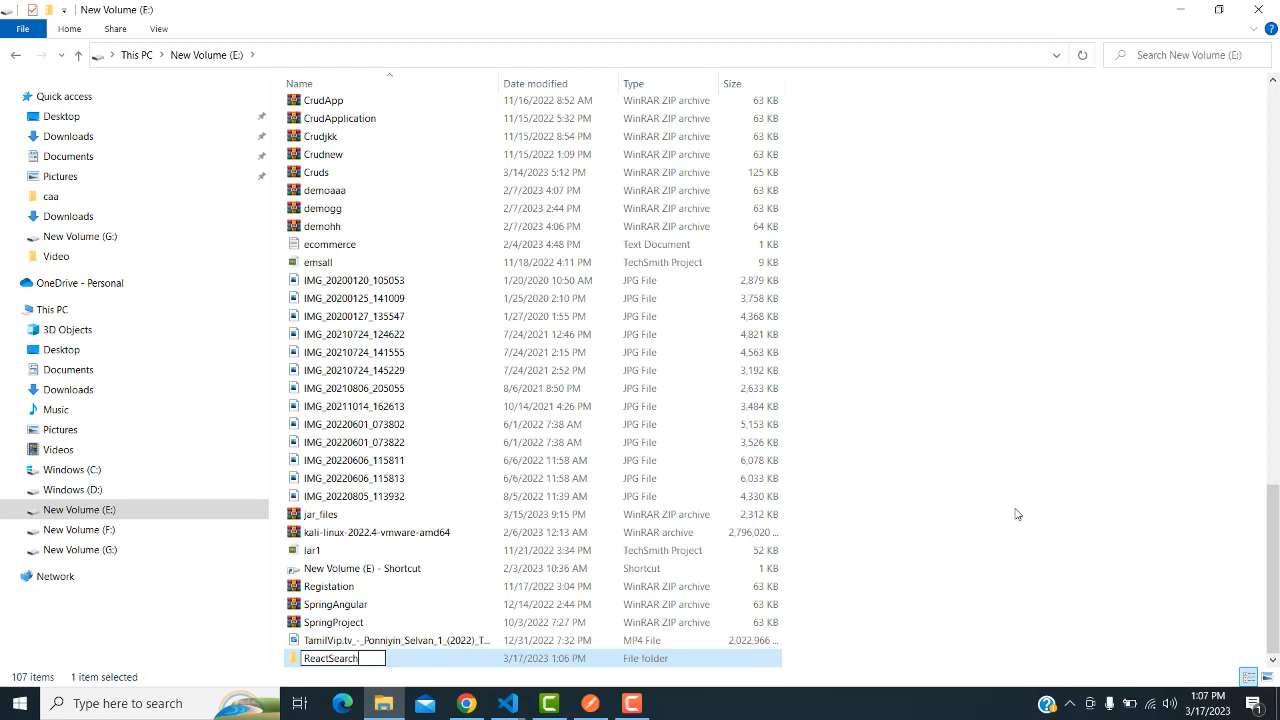 New Volume (E:)
File Home Share View
This PC New Volume (E:) Search New Volume (E:)
Name Date modified Type Size
Quick access
Desktop
Downloads
Documents
Pictures
caa
Downloads
New Volume (G:)
Video
OneDrive - Personal
This PC
3D Objects
Desktop
Documents
Downloads
Music
Pictures
Videos
Windows (C:)
Windows (D:)
New Volume (E:)
New Volume (F:)
New Volume (G:)
Network
CrudApp 11/16/2022 8:52 AM WinRAR ZIP archive 63 KB
CrudApplication 11/15/2022 5:32 PM WinRAR ZIP archive 63 KB
Crudjkk 11/15/2022 8:54 PM WinRAR ZIP archive 63 KB
Crudnew 11/15/2022 1:09 PM WinRAR ZIP archive 63 KB
Cruds 3/14/2023 5:12 PM WinRAR ZIP archive 125 KB
demoaaa 2/7/2023 4:07 PM WinRAR ZIP archive 63 KB
demogg 2/7/2023 2:44 PM WinRAR ZIP archive 63 KB
demohh 2/7/2023 4:06 PM WinRAR ZIP archive 64 KB
ecommerce 2/4/2023 4:48 PM Text Document 1 KB
emsall 11/18/2022 4:11 PM TechSmith Project 9 KB
IMG_20200120_105053 1/20/2020 10:50 AM JPG File 2,879 KB
IMG_20200125_141009 1/25/2020 2:10 PM JPG File 3,758 KB
IMG_20200127_135547 1/27/2020 1:55 PM JPG File 4,368 KB
IMG_20210724_124622 7/24/2021 12:46 PM JPG File 4,821 KB
IMG_20210724_141555 7/24/2021 2:15 PM JPG File 4,563 KB
IMG_20210724_145229 7/24/2021 2:52 PM JPG File 3,192 KB
IMG_20210806_205055 8/6/2021 8:50 PM JPG File 2,633 KB
IMG_20211014_162613 10/14/2021 4:26 PM JPG File 3,484 KB
IMG_20220601_073802 6/1/2022 7:38 AM JPG File 5,153 KB
IMG_20220601_073822 6/1/2022 7:38 AM JPG File 3,526 KB
IMG_20220606_115811 6/6/2022 11:58 AM JPG File 6,078 KB
IMG_20220606_115813 6/6/2022 11:58 AM JPG File 6,033 KB
IMG_20220805_113932 8/5/2022 11:39 AM JPG File 4,330 KB
jar_files 3/15/2023 9:15 PM WinRAR ZIP archive 2,312 KB
kali-linux-2022.4-vmware-amd64 2/6/2023 12:13 AM WinRAR archive 2,796,020 ...
lar1 11/21/2022 3:34 PM TechSmith Project 52 KB
New Volume (E) - Shortcut 2/3/2023 10:36 AM Shortcut 1 KB
Registation 11/17/2022 3:04 PM WinRAR ZIP archive 63 KB
SpringAngular 12/14/2022 2:44 PM WinRAR ZIP archive 63 KB
SpringProject 10/3/2022 7:27 PM WinRAR ZIP archive 63 KB
TamilVip.tv_-_Ponniyin_Selvan_1_(2022)_T... 12/31/2022 7:32 PM MP4 File 2,022,966 ...
ReactSearch 3/17/2023 1:06 PM File folder
107 items 1 item selected
Type here to search
1:07 PM
3/17/2023